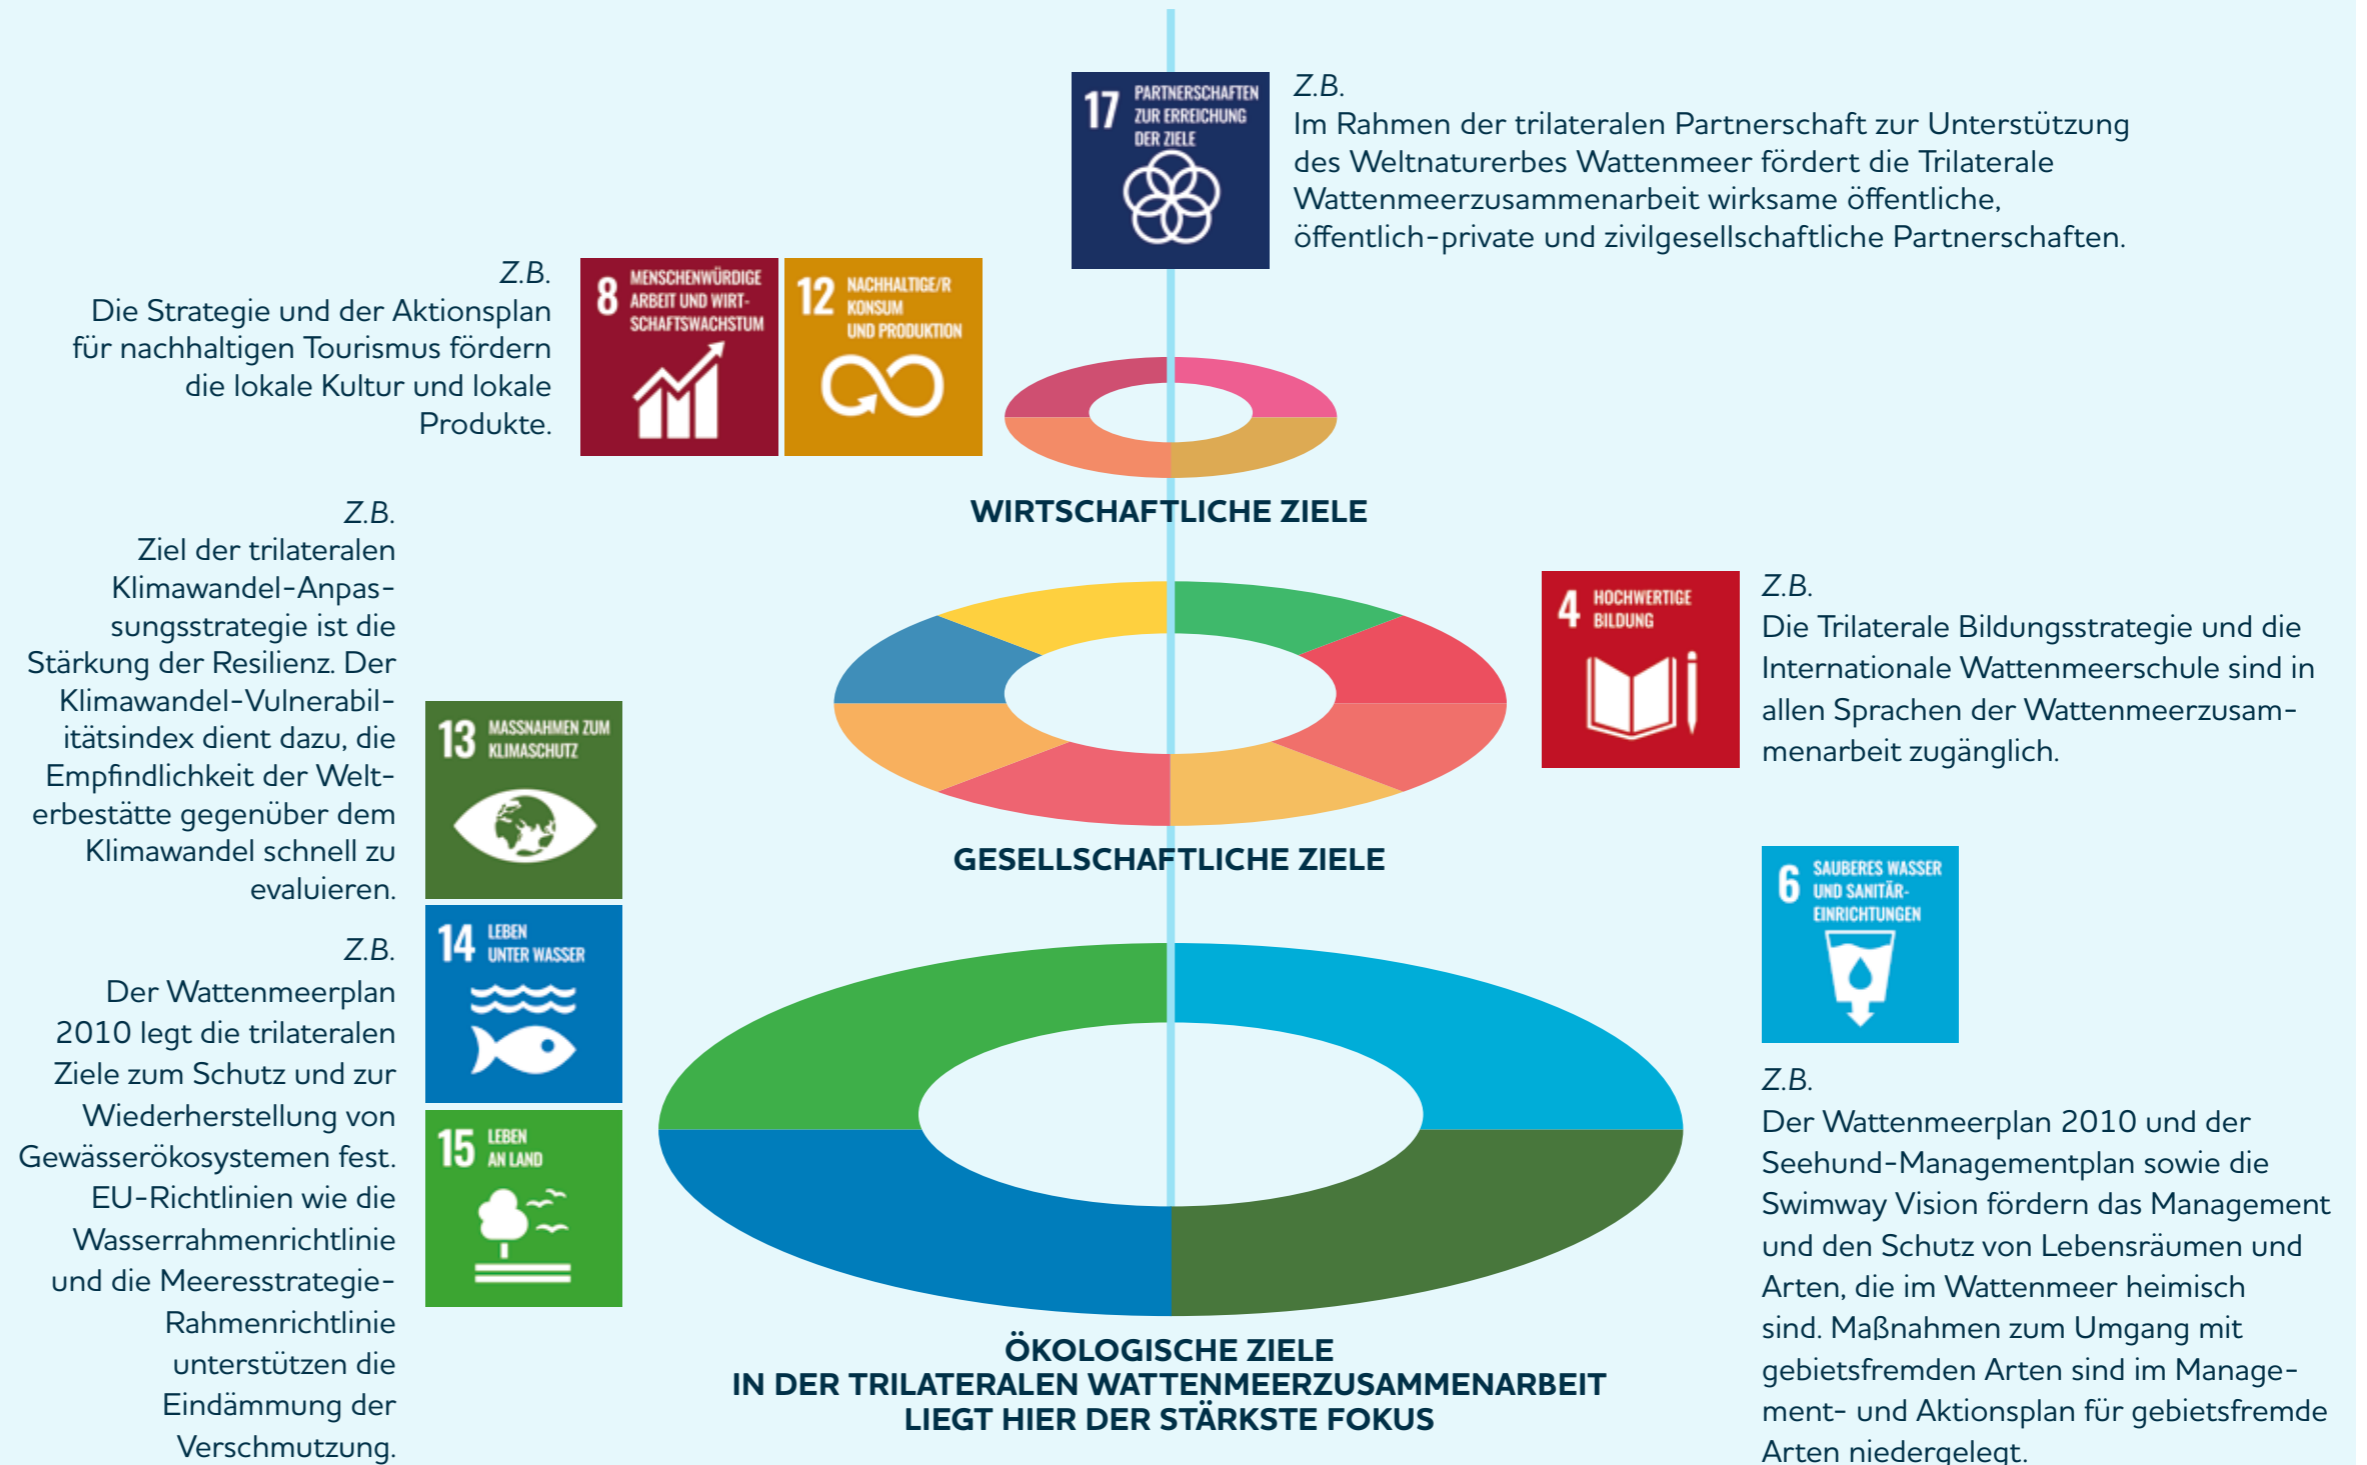 17 PARTNERSCHAFTEN
ZUR ERREICHUNG
DER ZIELE
Z.B.
Im Rahmen der trilateralen Partnerschaft zur Unterstützung
des Weltnaturerbes Wattenmeer fördert die Trilaterale
Wattenmeerzusammenarbeit wirksame öffentliche,
öffentlich-private und zivilgesellschaftliche Partnerschaften.
Z.B.
Die Strategie und der Aktionsplan
für nachhaltigen Tourismus fördern
die lokale Kultur und lokale
Produkte.
8 MENSCHENWÜRDIGE
ARBEIT UND WIRT-
SCHAFTSWACHSTUM
12 NACHHALTIGE/R
KONSUM
UND PRODUKTION
WIRTSCHAFTLICHE ZIELE
Z.B.
Ziel der trilateralen
Klimawandel-Anpas-
sungsstrategie ist die
Stärkung der Resilienz. Der
Klimawandel-Vulnerabil-
itätsindex dient dazu, die
Empfindlichkeit der Welt-
erbestätte gegenüber dem
Klimawandel schnell zu
evaluieren.
13 MASSNAHMEN ZUM
KLIMASCHUTZ
4 HOCHWERTIGE
BILDUNG
Z.B.
Die Trilaterale Bildungsstrategie und die
Internationale Wattenmeerschule sind in
allen Sprachen der Wattenmeerzusam-
menarbeit zugänglich.
GESELLSCHAFTLICHE ZIELE
Z.B.
Der Wattenmeerplan
2010 legt die trilateralen
Ziele zum Schutz und zur
Wiederherstellung von
Gewässerökosystemen fest.
EU-Richtlinien wie die
Wasserrahmenrichtlinie
und die Meeresstrategie-
Rahmenrichtlinie
unterstützen die
Eindämmung der
Verschmutzung.
14 LEBEN
UNTER WASSER
15 LEBEN
AN LAND
6 SAUBERES WASSER
UND SANITÄR-
EINRICHTUNGEN
Z.B.
Der Wattenmeerplan 2010 und der
Seehund-Managementplan sowie die
Swimway Vision fördern das Management
und den Schutz von Lebensräumen und
Arten, die im Wattenmeer heimisch
sind. Maßnahmen zum Umgang mit
gebietsfremden Arten sind im Manage-
ment- und Aktionsplan für gebietsfremde
Arten niedergelegt.
ÖKOLOGISCHE ZIELE
IN DER TRILATERALEN WATTENMEERZUSAMMENARBEIT
LIEGT HIER DER STÄRKSTE FOKUS